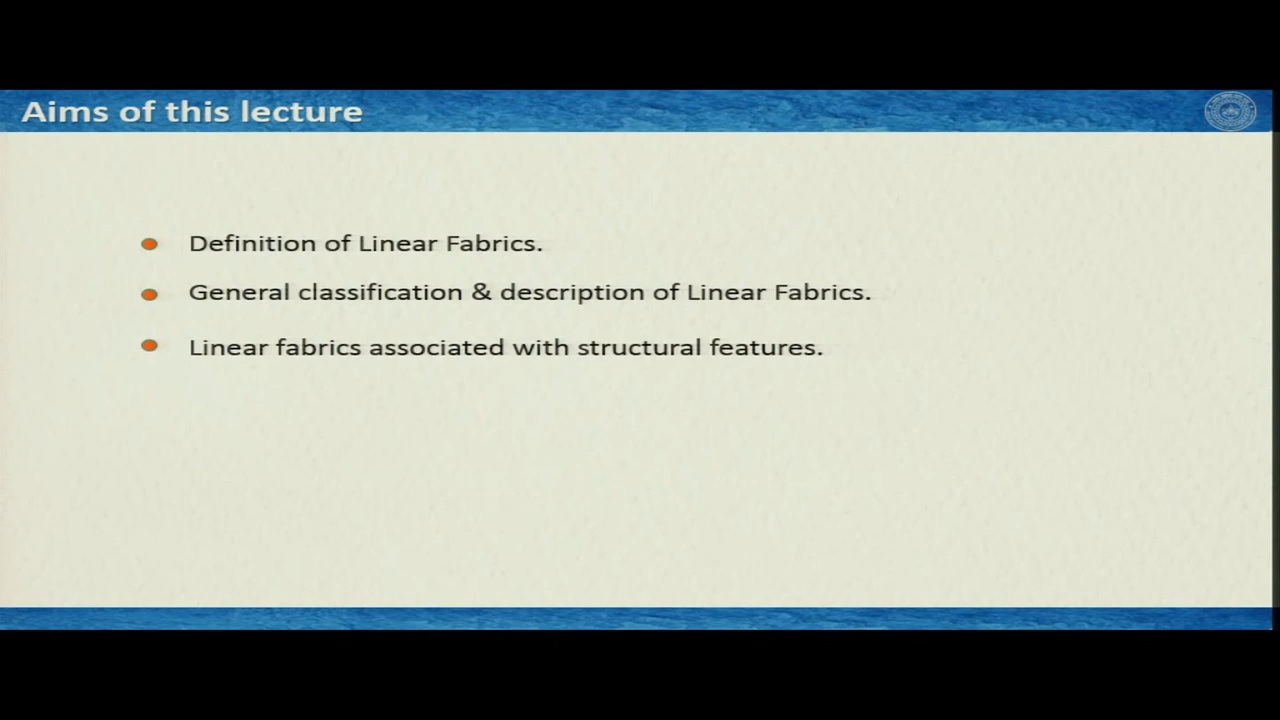 Aims of this lecture
Definition of Linear Fabrics.
General classification & description of Linear Fabrics.
Linear fabrics associated with structural features.